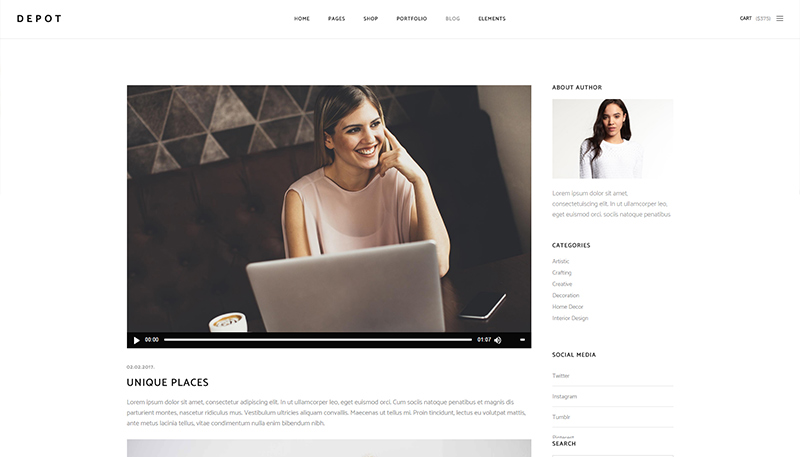 DEPOT
HOME PAGES SHOP PORTFOLIO BLOG ELEMENTS
CART ($375)
00:00 01:07
02.02.2017.
UNIQUE PLACES
Lorem ipsum dolor sit amet, consectetur adipiscing elit. In ut ullamcorper leo, eget euismod orci. Cum sociis natoque penatibus et magnis dis
parturient montes, nascetur ridiculus mus. Vestibulum ultricies aliquam convallis. Maecenas ut tellus mi. Proin tincidunt, lectus eu volutpat mattis,
ante metus lacinia tellus, vitae condimentum nulla enim bibendum nibh.
ABOUT AUTHOR
Lorem ipsum dolor sit amet,
consectetuiscing elit. In ut ullamcorper leo,
eget euismod orci. sociis natoque penatibus
CATEGORIES
Artistic
Crafting
Creative
Decoration
Home Decor
Interior Design
SOCIAL MEDIA
Twitter
Instagram
Tumblr
Pinterest
SEARCH